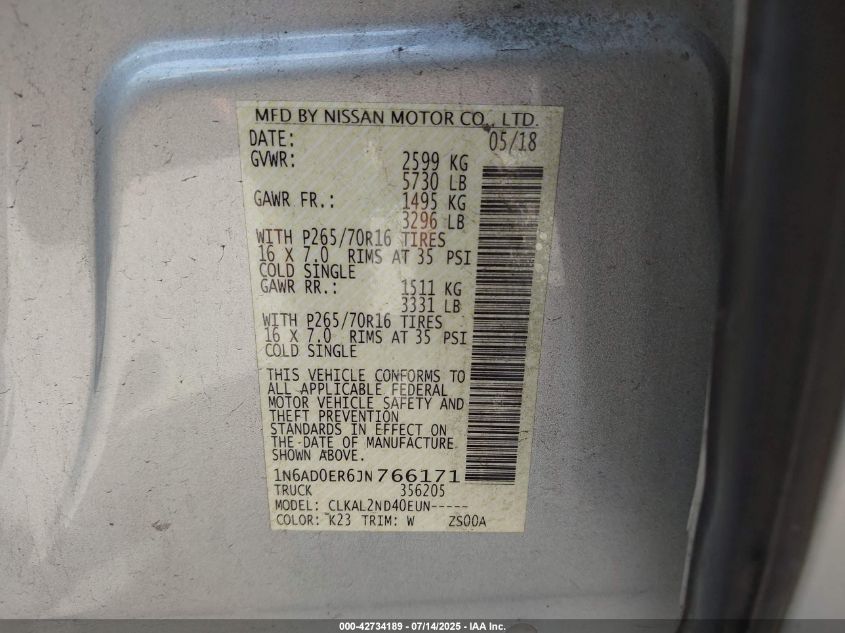 MFD BY NISSAN MOTOR CO., LTD.
DATE: 05/18
GVWR: 2599 KG
5730 LB
GAWR FR.: 1495 KG
3296 LB
WITH P265/70R16 TIRES
16 X 7.0 RIMS AT 35 PSI
COLD SINGLE
GAWR RR.: 1511 KG
3331 LB
WITH P265/70R16 TIRES
16 X 7.0 RIMS AT 35 PSI
COLD SINGLE
THIS VEHICLE CONFORMS TO
ALL APPLICABLE FEDERAL
MOTOR VEHICLE SAFETY AND
THEFT PREVENTION
STANDARDS IN EFFECT ON
THE DATE OF MANUFACTURE
SHOWN ABOVE.
1N6AD0ER6JN766171
TRUCK 356205
MODEL: CLKAL2ND40EUN-----
COLOR: K23 TRIM: W ZS00A
000-42734189 - 07/14/2025 - IAA Inc.